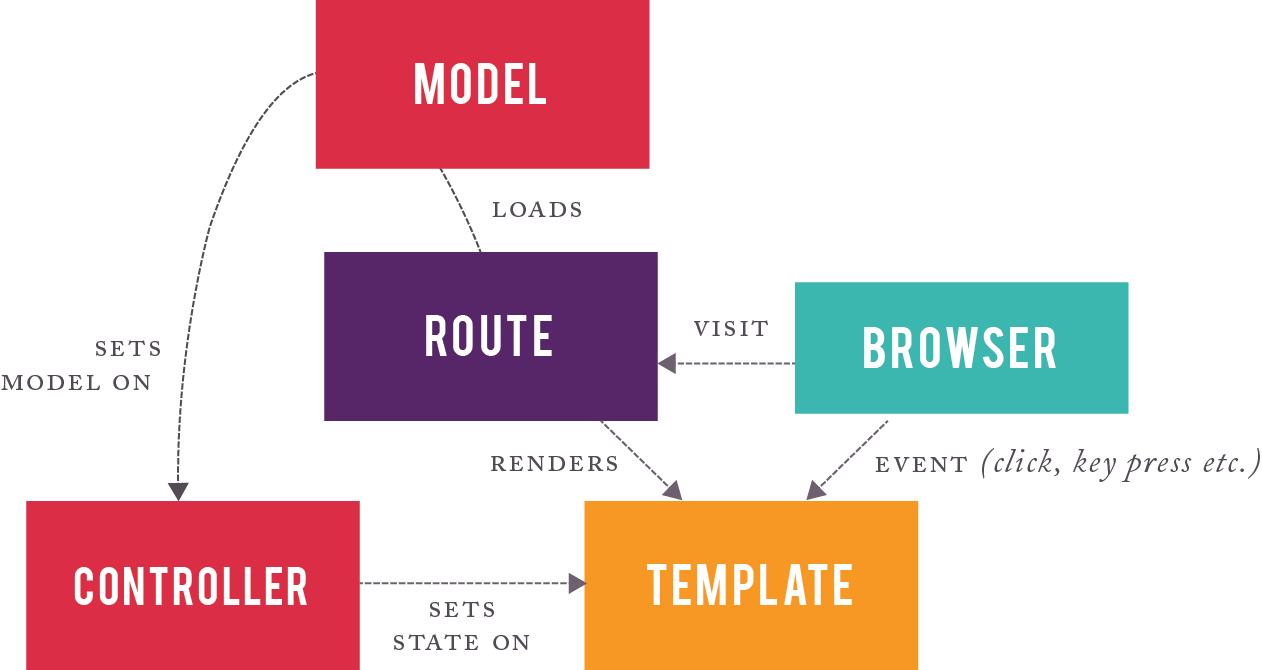 MODEL
LOADS
ROUTE
VISIT
BROWSER
SETS
MODEL ON
RENDERS
EVENT (click, key press etc.)
CONTROLLER
SETS
STATE ON
TEMPLATE